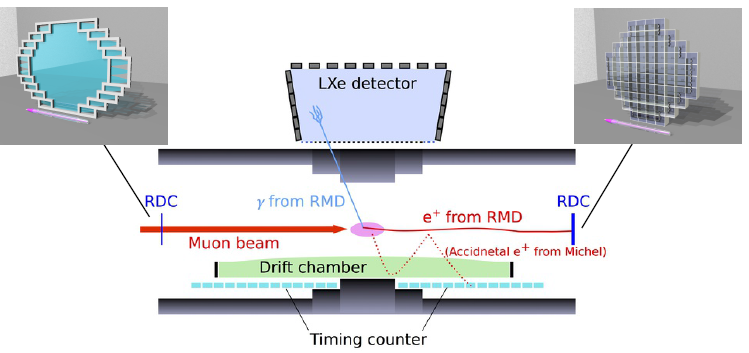 LXe detector
RDC
γ from RMD
e+ from RMD
RDC
Muon beam
(Accidnetal e+ from Michel)
Drift chamber
Timing counter